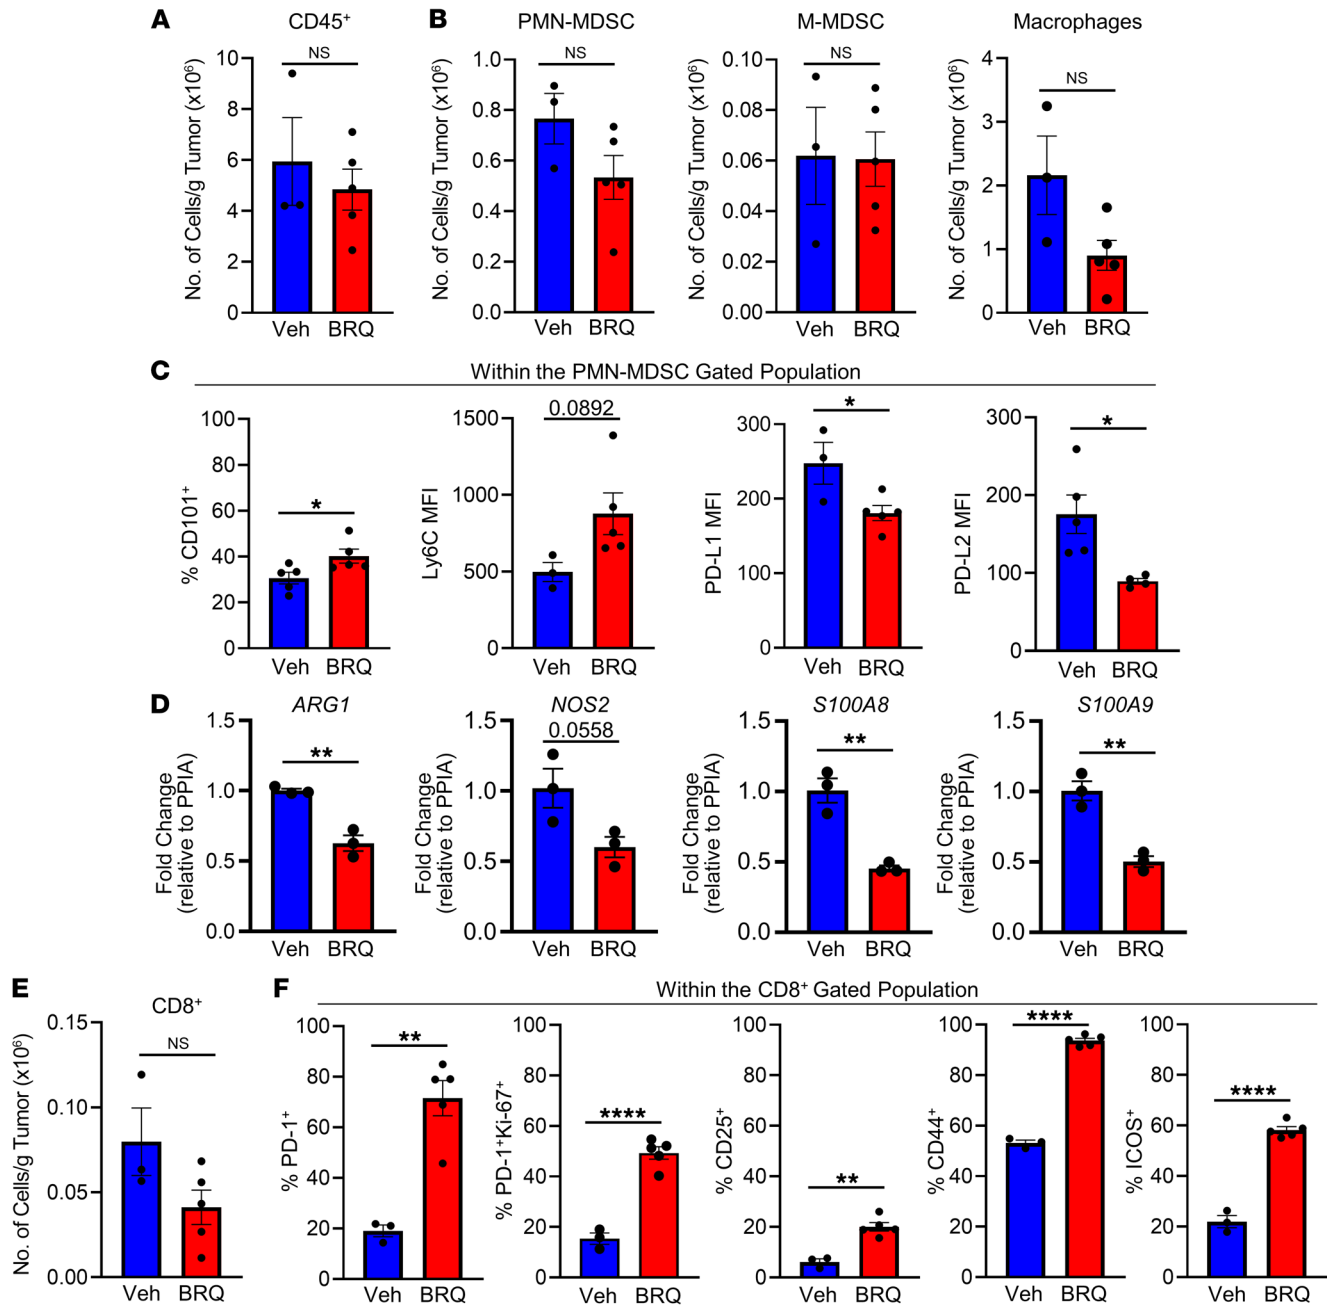 A
CD45+
NS
No. of Cells/g Tumor (x10⁶)
10
8
6
4
2
0
Veh BRQ
B
PMN-MDSC
NS
No. of Cells/g Tumor (x10⁶)
1.0
0.8
0.6
0.4
0.2
0.0
Veh BRQ
M-MDSC
NS
No. of Cells/g Tumor (x10⁶)
0.10
0.08
0.06
0.04
0.02
0.00
Veh BRQ
Macrophages
NS
No. of Cells/g Tumor (x10⁶)
4
3
2
1
0
Veh BRQ
C
Within the PMN-MDSC Gated Population
*
% CD101⁺
100
80
60
40
20
0
Veh BRQ
0.0892
Ly6C MFI
1500
1000
500
0
Veh BRQ
*
PD-L1 MFI
300
200
100
0
Veh BRQ
*
PD-L2 MFI
300
200
100
0
Veh BRQ
D
ARG1
**
Fold Change
(relative to PPIA)
1.5
1.0
0.5
0.0
Veh BRQ
NOS2
0.0558
Fold Change
(relative to PPIA)
1.5
1.0
0.5
0.0
Veh BRQ
S100A8
**
Fold Change
(relative to PPIA)
1.5
1.0
0.5
0.0
Veh BRQ
S100A9
**
Fold Change
(relative to PPIA)
1.5
1.0
0.5
0.0
Veh BRQ
E
CD8⁺
NS
No. of Cells/g Tumor (x10⁶)
0.15
0.10
0.05
0.00
Veh BRQ
F
Within the CD8⁺ Gated Population
**
% PD-1⁺
100
80
60
40
20
0
Veh BRQ
****
% PD-1⁺Ki-67⁺
100
80
60
40
20
0
Veh BRQ
**
% CD25⁺
100
80
60
40
20
0
Veh BRQ
****
% CD44⁺
100
80
60
40
20
0
Veh BRQ
****
% ICOS⁺
100
80
60
40
20
0
Veh BRQ